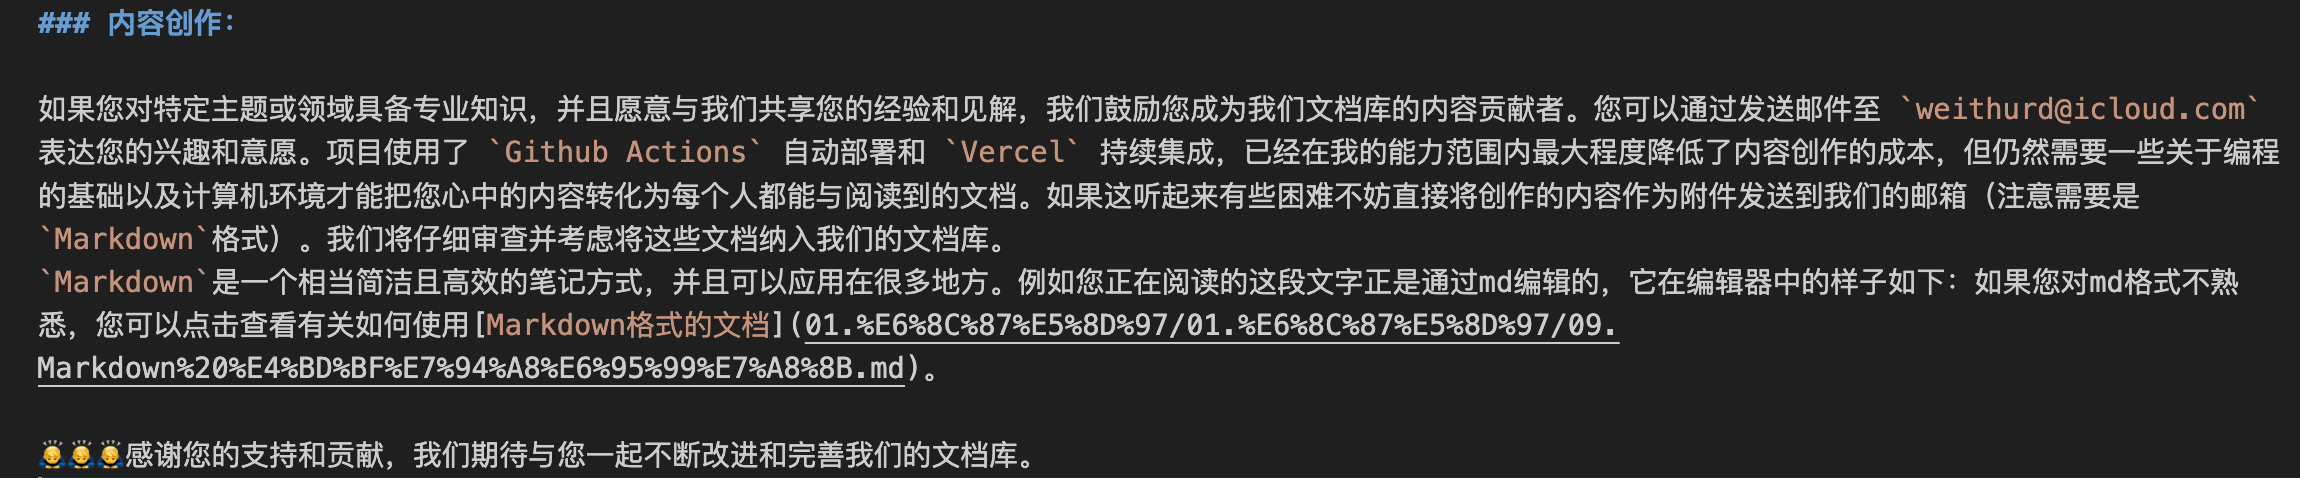 ### 内容创作：
如果您对特定主题或领域具备专业知识，并且愿意与我们共享您的经验和见解，我们鼓励您成为我们文档库的内容贡献者。您可以通过发送邮件至 `weithurd@icloud.com`
表达您的兴趣和意愿。项目使用了 `Github Actions` 自动部署和 `Vercel` 持续集成，已经在我的能力范围内最大程度降低了内容创作的成本，但仍然需要一些关于编程
的基础以及计算机环境才能把您心中的内容转化为每个人都能与阅读到的文档。如果这听起来有些困难不妨直接将创作的内容作为附件发送到我们的邮箱（注意需要是
`Markdown`格式）。我们将仔细审查并考虑将这些文档纳入我们的文档库。
`Markdown`是一个相当简洁且高效的笔记方式，并且可以应用在很多地方。例如您正在阅读的这段文字正是通过md编辑的，它在编辑器中的样子如下：如果您对md格式不熟
悉，您可以点击查看有关如何使用[Markdown格式的文档](01.%E6%8C%87%E5%8D%97/01.%E6%8C%87%E5%8D%97/09.
Markdown%20%E4%BD%BF%E7%94%A8%E6%95%99%E7%A8%8B.md)。
🙇🙇🙇感谢您的支持和贡献，我们期待与您一起不断改进和完善我们的文档库。